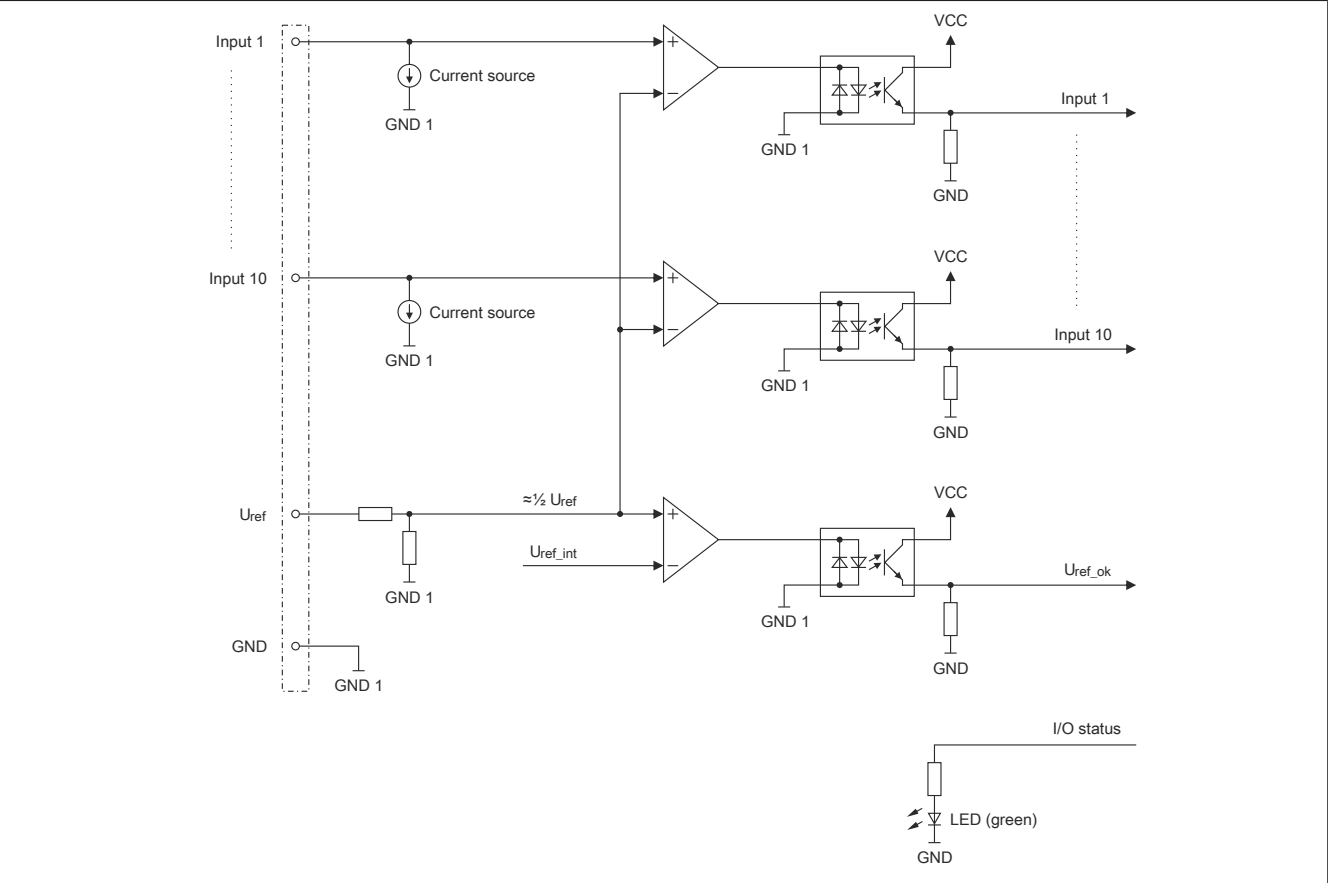 VCC
Input 1
Current source
Input 1
GND 1
GND 1
GND
VCC
Input 10
Current source
Input 10
GND 1
GND 1
GND
VCC
≈½ Uref
Uref
Uref_int
Uref_ok
GND 1
GND 1
GND
GND
GND 1
I/O status
LED (green)
GND